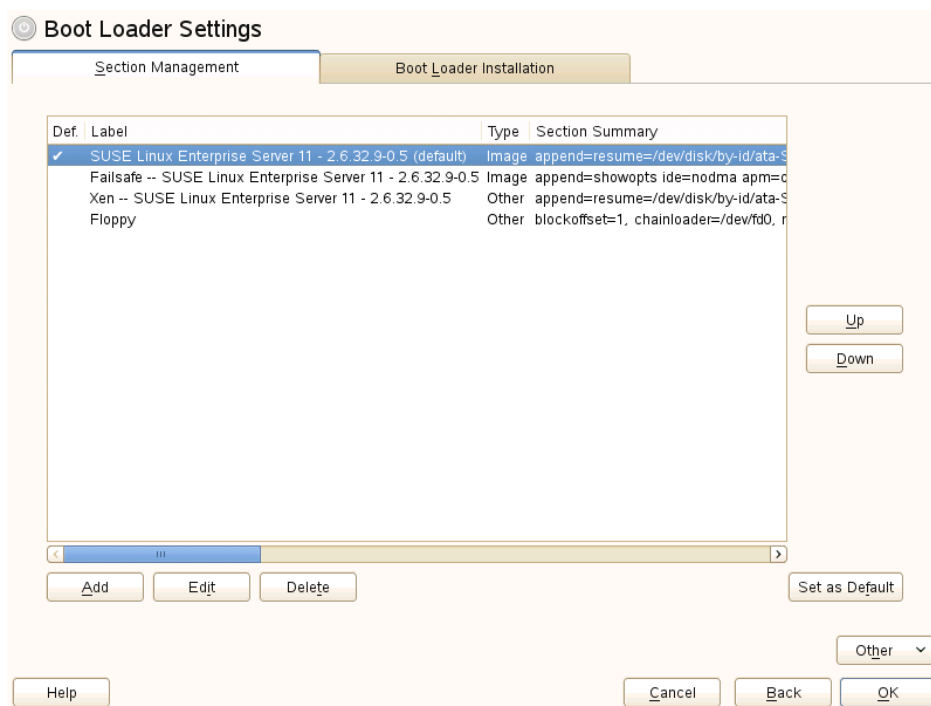 Boot Loader Settings
Section Management Boot Loader Installation
Def. Label Type Section Summary
✔ SUSE Linux Enterprise Server 11 - 2.6.32.9-0.5 (default) Image append=resume=/dev/disk/by-id/ata-S
Failsafe -- SUSE Linux Enterprise Server 11 - 2.6.32.9-0.5 Image append=showopts ide=nodma apm=o
Xen -- SUSE Linux Enterprise Server 11 - 2.6.32.9-0.5 Other append=resume=/dev/disk/by-id/ata-S
Floppy Other blockoffset=1, chainloader=/dev/fd0, r
Up
Down
Add Edit Delete Set as Default
Other
Help Cancel Back OK